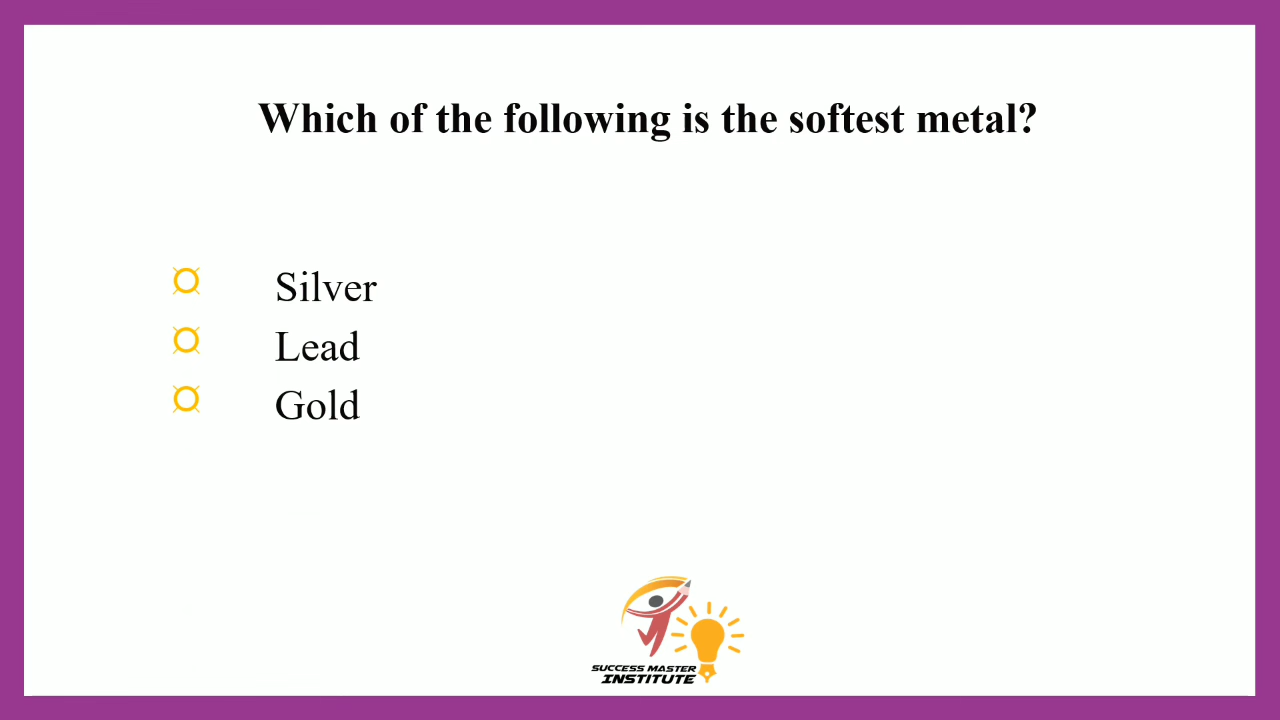 Which of the following is the softest metal?
¤ Silver
¤ Lead
¤ Gold
SUCCESS MASTER
INSTITUTE